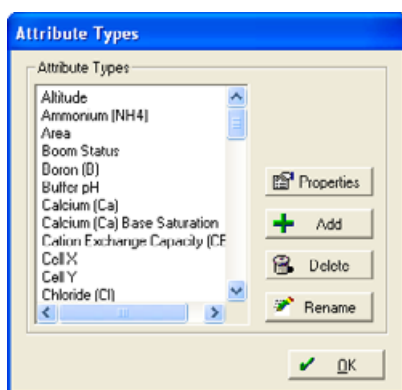 Attribute Types
Attribute Types
Altitude
Ammonium (NH4)
Area
Boom Status
Boron (B)
Buffer pH
Calcium (Ca)
Calcium (Ca) Base Saturation
Cation Exchange Capacity (CE
Cell X
Cell Y
Chloride (Cl)
Properties
Add
Delete
Rename
OK